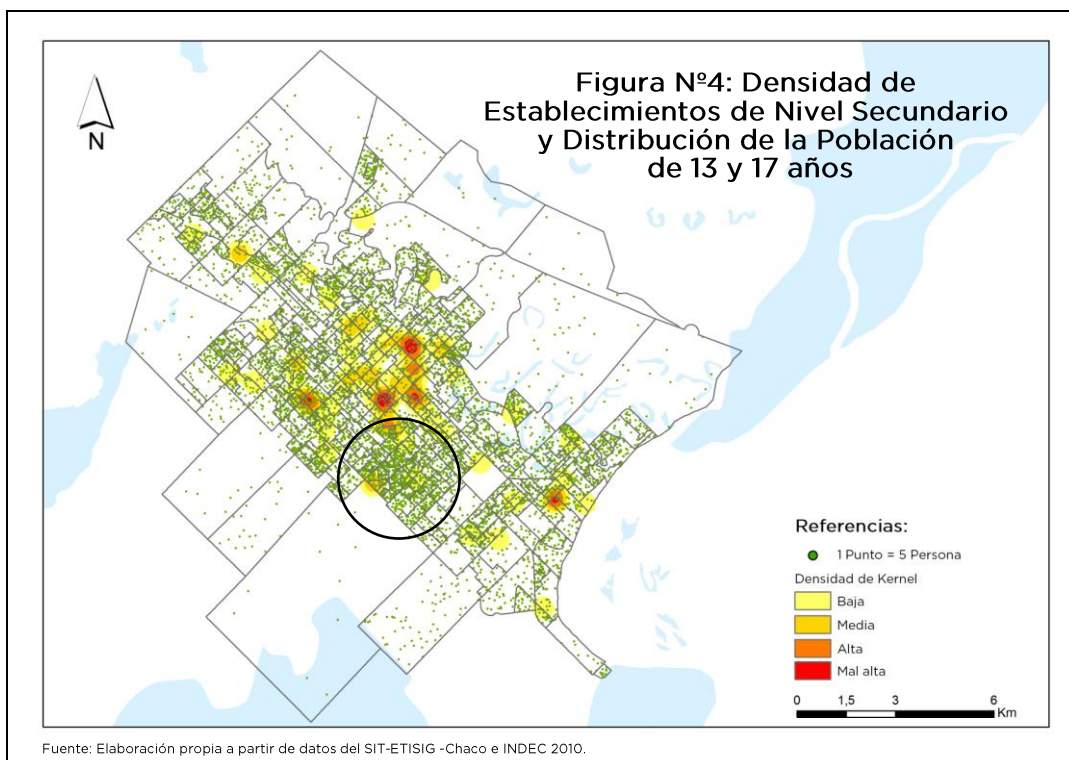 Figura Nº4: Densidad de
Establecimientos de Nivel Secundario
y Distribución de la Población
de 13 y 17 años
N
Referencias:
1 Punto = 5 Persona
Densidad de Kernel
Baja
Media
Alta
Mal alta
0 1,5 3 6
Km
Fuente: Elaboración propia a partir de datos del SIT-ETISIG -Chaco e INDEC 2010.